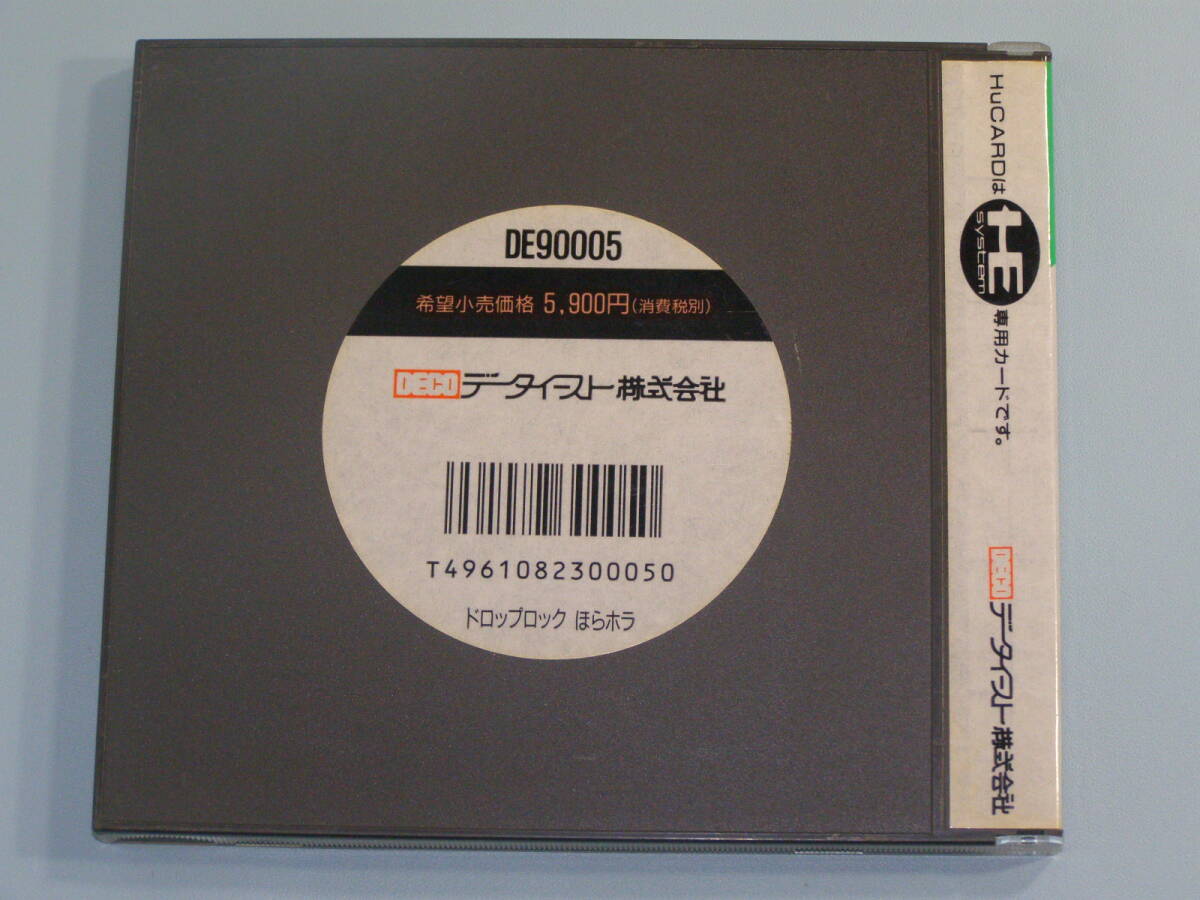 DE90005
希望小売価格 5,900円(消費税別)
DECO データイースト株式会社
T4961082300050
ドロップロック ほらホラ
HuCARDは HE system 専用カードです。
DECO データイースト株式会社